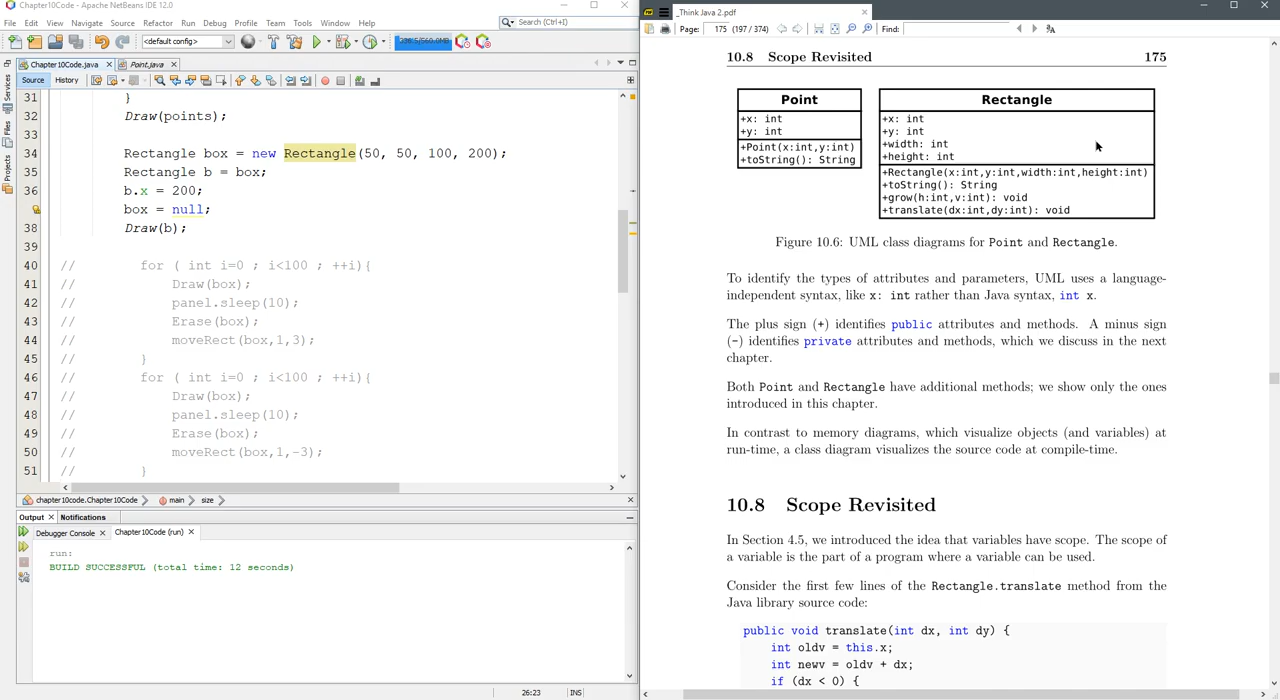 Chapter10Code - Apache NetBeans IDE 12.0
File Edit View Navigate Source Refactor Run Debug Profile Team Tools Window Help
Search (Ctrl+I)
<default config>
Chapter10Code.java
Point.java
Source History
Services
Files
Projects
31 }
32 Draw(points);
33
34 Rectangle box = new Rectangle(50, 50, 100, 200);
35 Rectangle b = box;
36 b.x = 200;
box = null;
38 Draw(b);
39
40 // for ( int i=0 ; i<100 ; ++i){
41 // Draw(box);
42 // panel.sleep(10);
43 // Erase(box);
44 // moveRect(box,1,3);
45 // }
46 // for ( int i=0 ; i<100 ; ++i){
47 // Draw(box);
48 // panel.sleep(10);
49 // Erase(box);
50 // moveRect(box,1,-3);
51 // }
chapter10code.Chapter10Code main size
Output Notifications
Debugger Console Chapter10Code (run)
run:
BUILD SUCCESSFUL (total time: 12 seconds)
26:23 INS
_Think Java 2.pdf
Page: 175 (197 / 374) Find:
10.8 Scope Revisited 175
Point
+x: int
+y: int
+Point(x:int,y:int)
+toString(): String
Rectangle
+x: int
+y: int
+width: int
+height: int
+Rectangle(x:int,y:int,width:int,height:int)
+toString(): String
+grow(h:int,v:int): void
+translate(dx:int,dy:int): void
Figure 10.6: UML class diagrams for Point and Rectangle.
To identify the types of attributes and parameters, UML uses a language-
independent syntax, like x: int rather than Java syntax, int x.
The plus sign (+) identifies public attributes and methods. A minus sign
(-) identifies private attributes and methods, which we discuss in the next
chapter.
Both Point and Rectangle have additional methods; we show only the ones
introduced in this chapter.
In contrast to memory diagrams, which visualize objects (and variables) at
run-time, a class diagram visualizes the source code at compile-time.
10.8 Scope Revisited
In Section 4.5, we introduced the idea that variables have scope. The scope of
a variable is the part of a program where a variable can be used.
Consider the first few lines of the Rectangle.translate method from the
Java library source code:
public void translate(int dx, int dy) {
int oldv = this.x;
int newv = oldv + dx;
if (dx < 0) {